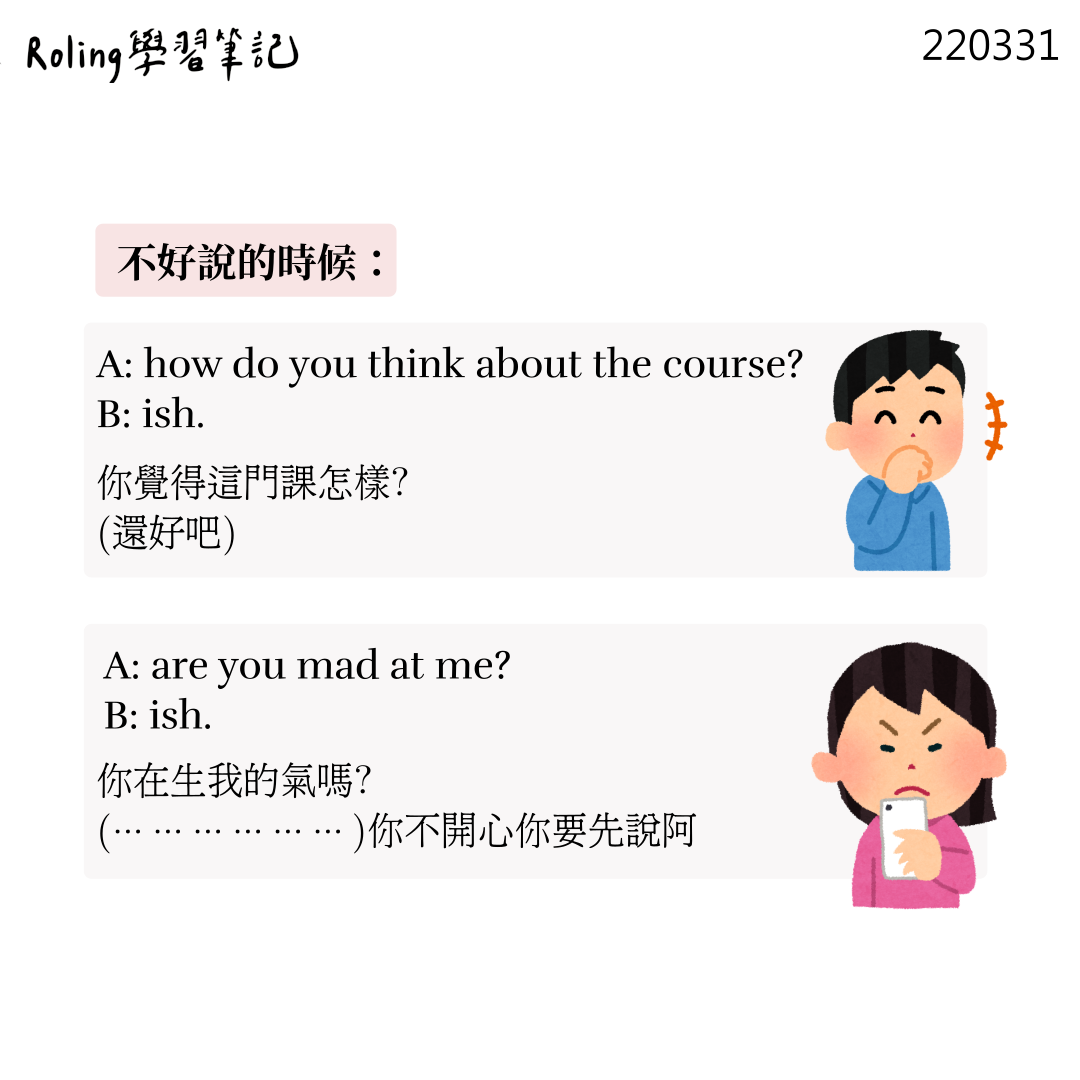 Roling學習筆記
220331
不好說的時候：
A: how do you think about the course?
B: ish.
你覺得這門課怎樣？
(還好吧)
A: are you mad at me?
B: ish.
你在生我的氣嗎？
(… … … … … … )你不開心你要先說阿